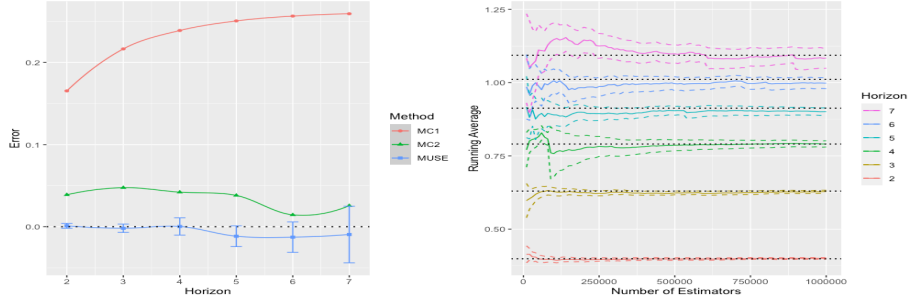 0.2
0.1
0.0
Error
2
3
4
5
6
7
Horizon
Method
MC1
MC2
MUSE
1.25
1.00
0.75
0.50
Running Average
0
250000
500000
750000
1000000
Number of Estimators
Horizon
7
6
5
4
3
2